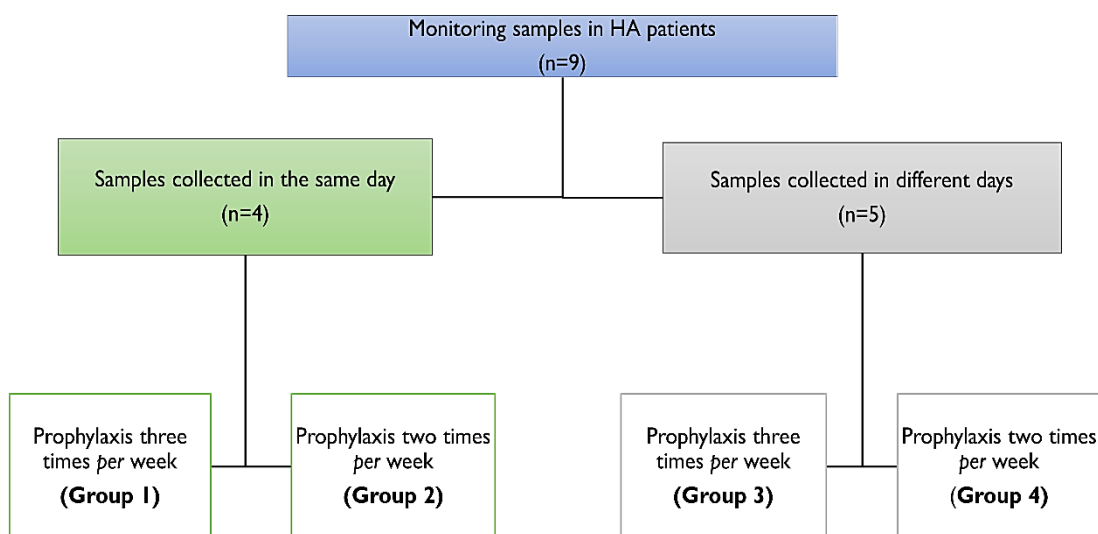 Monitoring samples in HA patients
(n=9)
Samples collected in the same day
(n=4)
Samples collected in different days
(n=5)
Prophylaxis three
times per week
(Group 1)
Prophylaxis two times
per week
(Group 2)
Prophylaxis three
times per week
(Group 3)
Prophylaxis two times
per week
(Group 4)